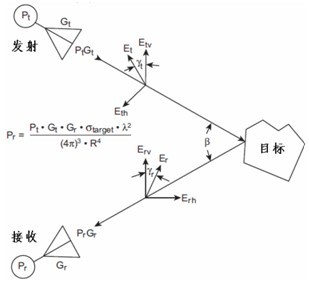 Pt
Gt
发射
PtGt
Et
Etv
γt
Eth
Pr = Pt • Gt • Gr • σtarget • λ²
(4π)³ • R⁴
β
目标
Erv
Er
γr
Erh
PrGr
接收
Pr
Gr